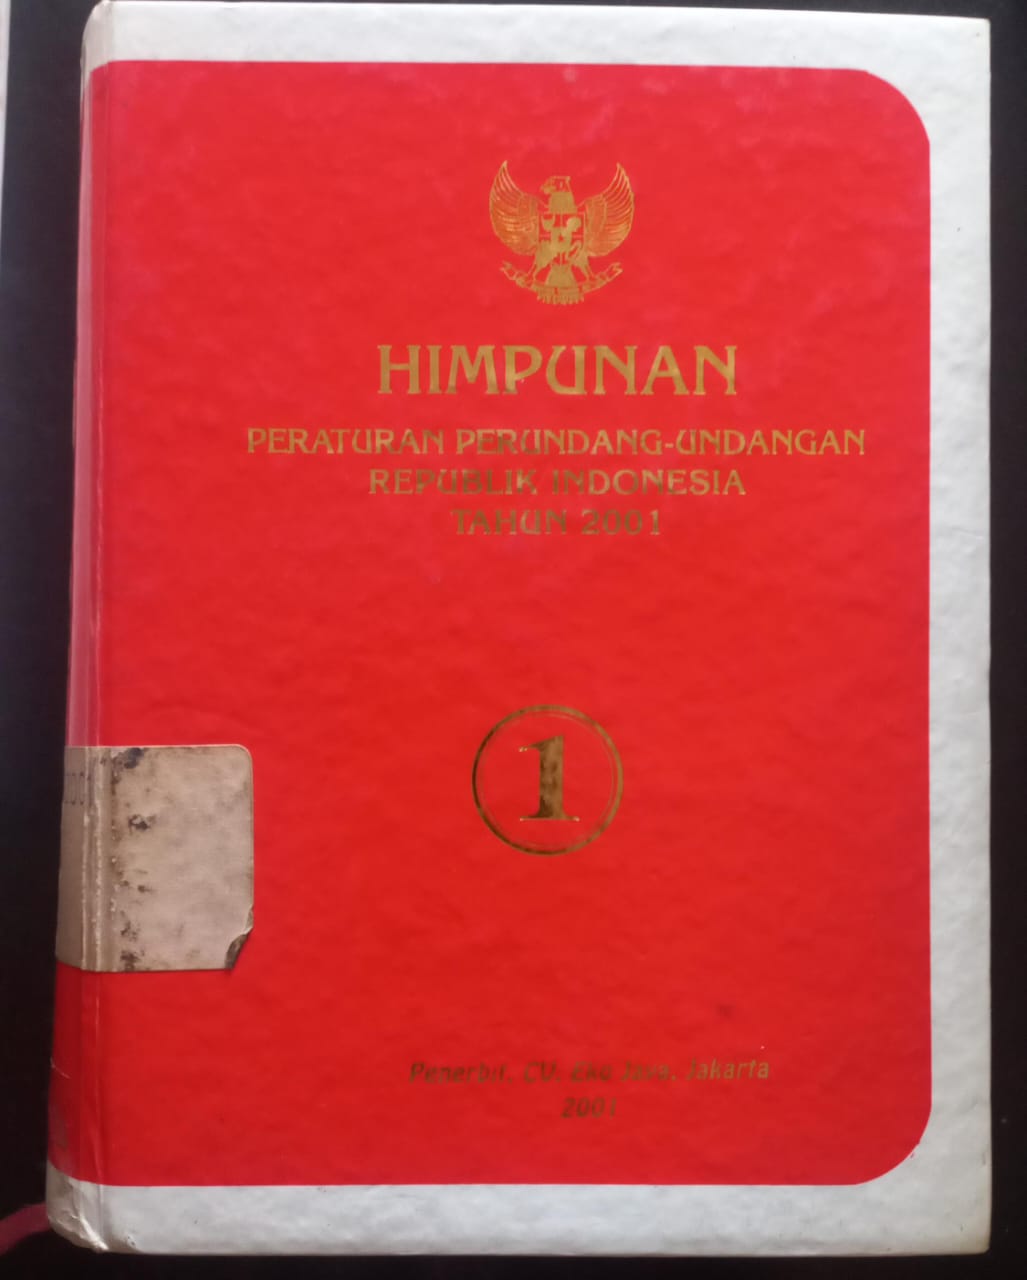 HIMPUNAN
PERATURAN PERUNDANG-UNDANGAN
REPUBLIK INDONESIA
TAHUN 2001
1
Penerbit. CV. Eko Jaya. Jakarta
2001